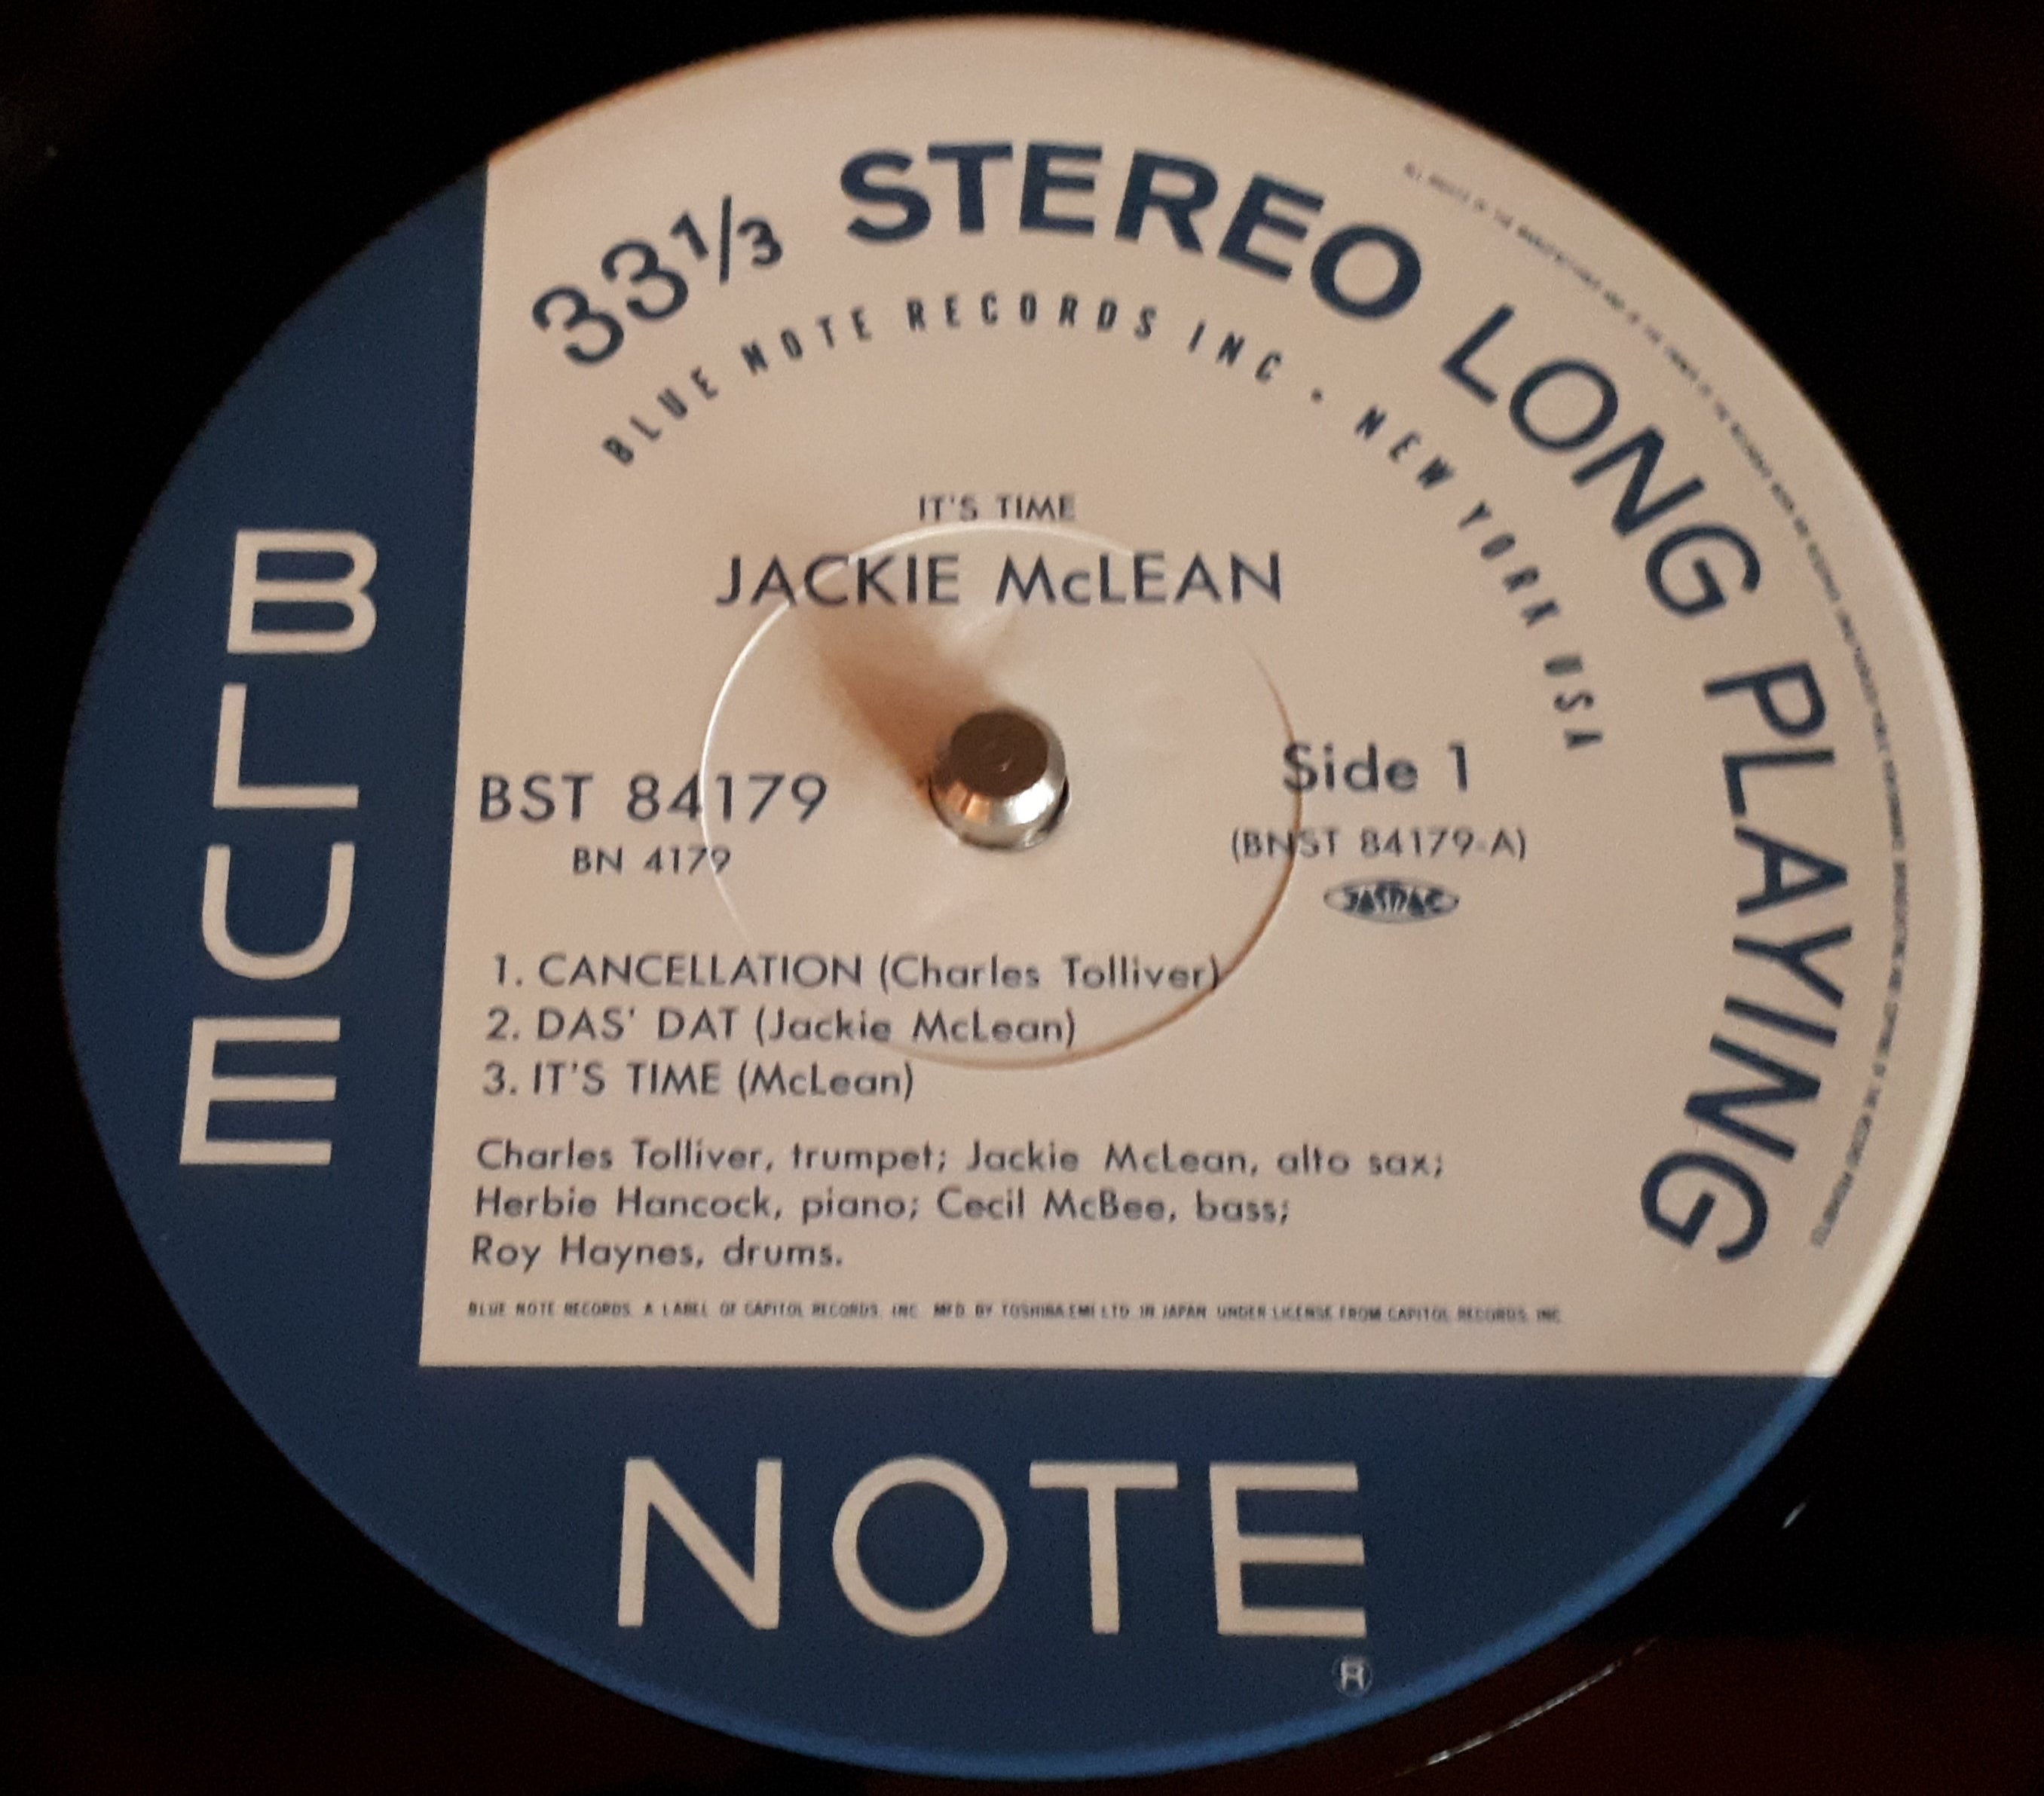 33⅓ STEREO LONG PLAYING
BLUE NOTE RECORDS INC • NEW YORK USA
IT'S TIME
JACKIE McLEAN
BST 84179
BN 4179
Side 1
(BNST 84179-A)
JASRAC
1. CANCELLATION (Charles Tolliver)
2. DAS' DAT (Jackie McLean)
3. IT'S TIME (McLean)
Charles Tolliver, trumpet; Jackie McLean, alto sax;
Herbie Hancock, piano; Cecil McBee, bass;
Roy Haynes, drums.
BLUE NOTE RECORDS. A LABEL OF CAPITOL RECORDS. INC. MFD. BY TOSHIBA-EMI LTD. IN JAPAN UNDER LICENSE FROM CAPITOL RECORDS. INC
BLUE
NOTE
®